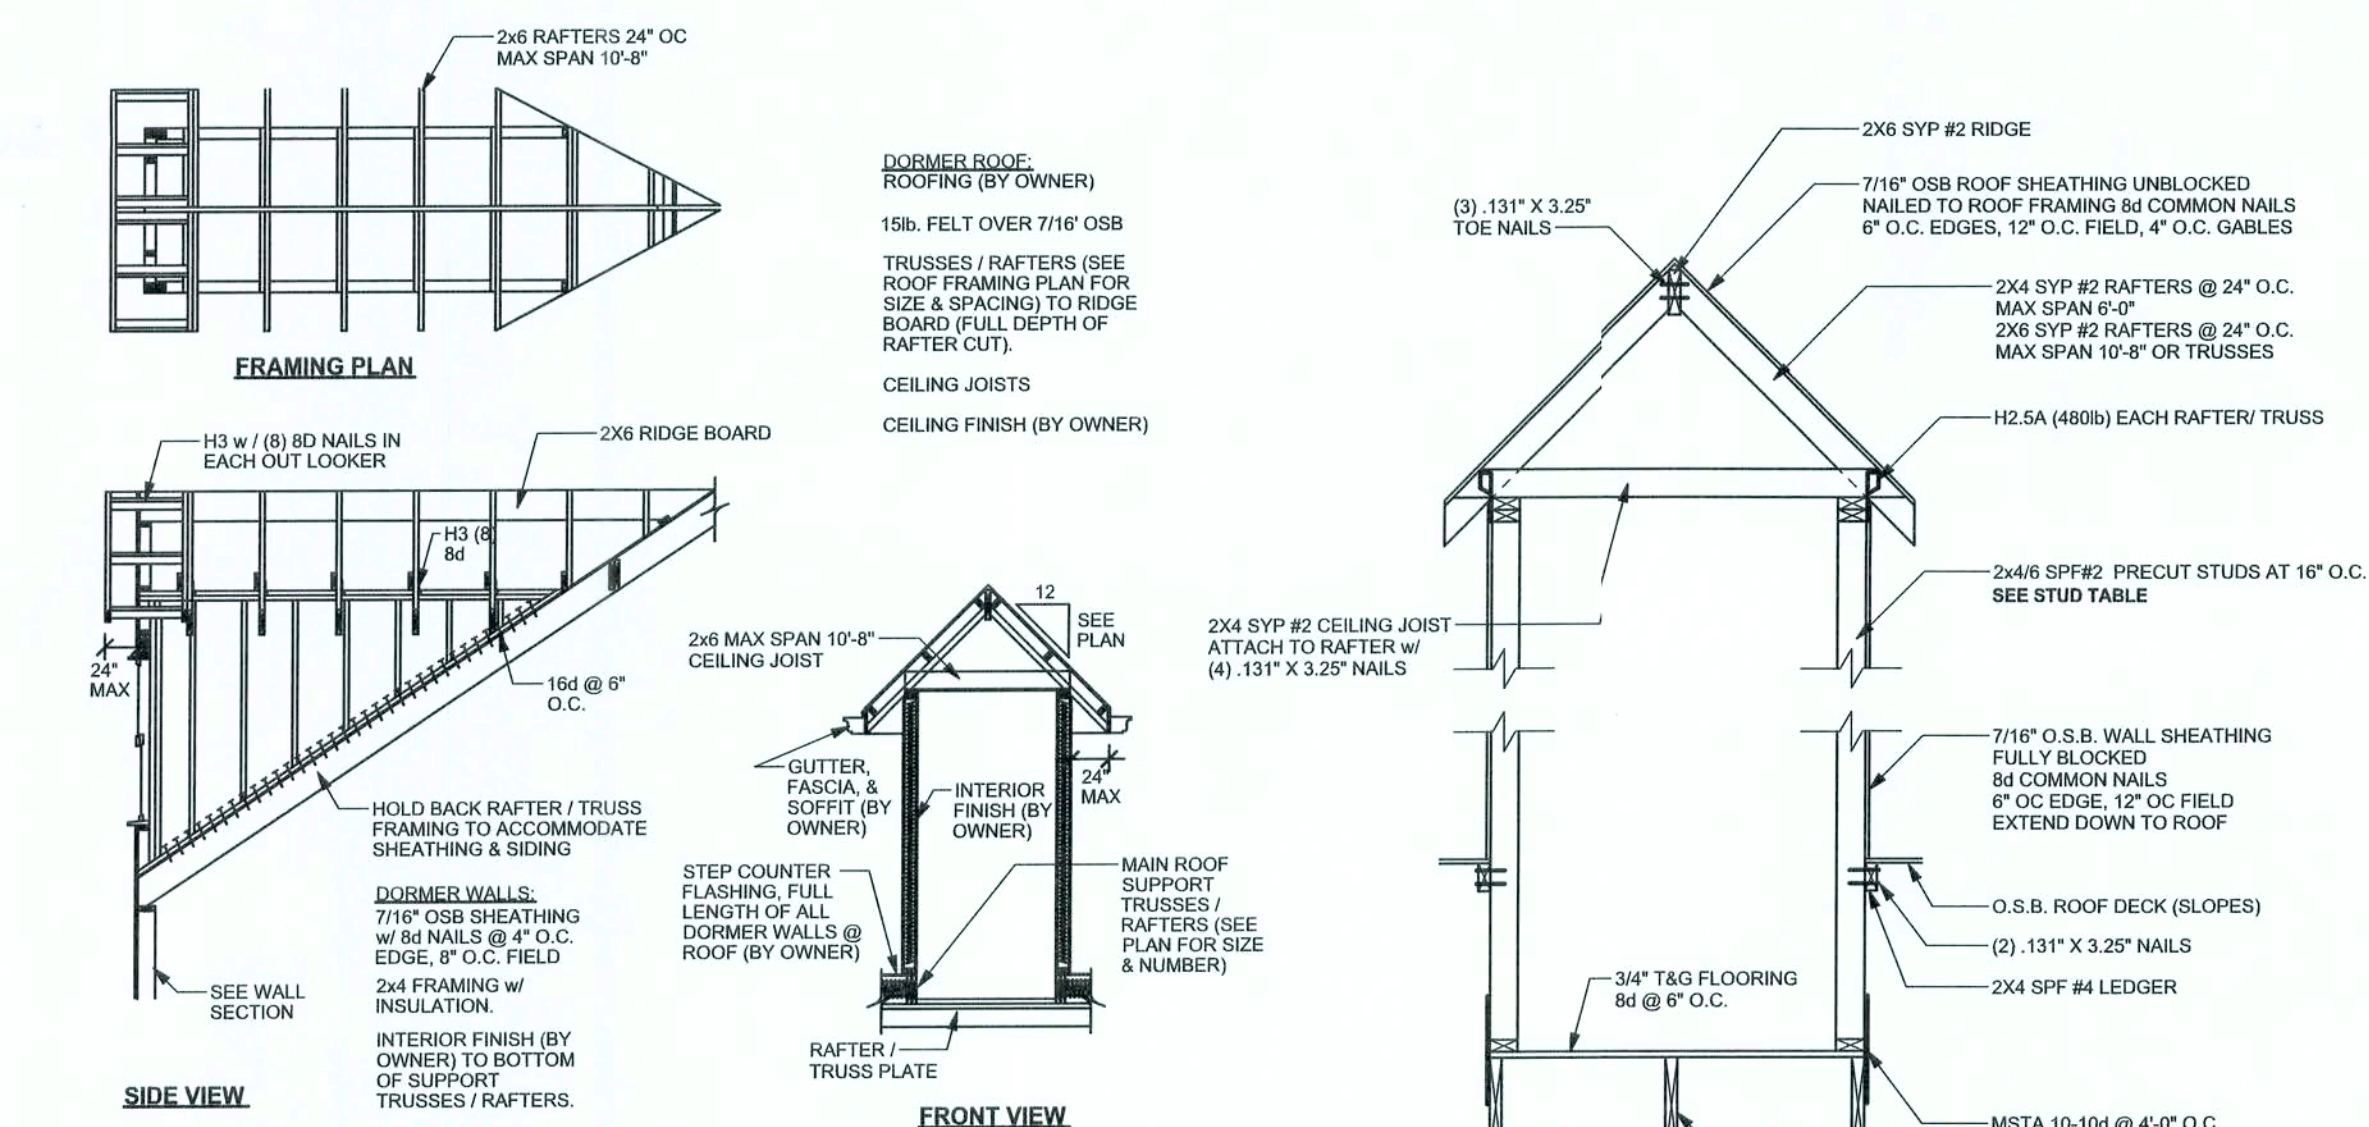 2x6 RAFTERS 24" OC
MAX SPAN 10'-8"
FRAMING PLAN
H3 w / (8) 8D NAILS IN
EACH OUT LOOKER
2X6 RIDGE BOARD
H3 (8)
8d
24"
MAX
16d @ 6"
O.C.
HOLD BACK RAFTER / TRUSS
FRAMING TO ACCOMMODATE
SHEATHING & SIDING
DORMER WALLS:
7/16" OSB SHEATHING
w/ 8d NAILS @ 4" O.C.
EDGE, 8" O.C. FIELD
2x4 FRAMING w/
INSULATION.
INTERIOR FINISH (BY
OWNER) TO BOTTOM
OF SUPPORT
TRUSSES / RAFTERS.
SEE WALL
SECTION
SIDE VIEW
DORMER ROOF:
ROOFING (BY OWNER)
15lb. FELT OVER 7/16' OSB
TRUSSES / RAFTERS (SEE
ROOF FRAMING PLAN FOR
SIZE & SPACING) TO RIDGE
BOARD (FULL DEPTH OF
RAFTER CUT).
CEILING JOISTS
CEILING FINISH (BY OWNER)
12
SEE
PLAN
2x6 MAX SPAN 10'-8"
CEILING JOIST
GUTTER,
FASCIA, &
SOFFIT (BY
OWNER)
INTERIOR
FINISH (BY
OWNER)
24"
MAX
STEP COUNTER
FLASHING, FULL
LENGTH OF ALL
DORMER WALLS @
ROOF (BY OWNER)
MAIN ROOF
SUPPORT
TRUSSES /
RAFTERS (SEE
PLAN FOR SIZE
& NUMBER)
RAFTER /
TRUSS PLATE
FRONT VIEW
2X6 SYP #2 RIDGE
(3) .131" X 3.25"
TOE NAILS
7/16" OSB ROOF SHEATHING UNBLOCKED
NAILED TO ROOF FRAMING 8d COMMON NAILS
6" O.C. EDGES, 12" O.C. FIELD, 4" O.C. GABLES
2X4 SYP #2 RAFTERS @ 24" O.C.
MAX SPAN 6'-0"
2X6 SYP #2 RAFTERS @ 24" O.C.
MAX SPAN 10'-8" OR TRUSSES
H2.5A (480lb) EACH RAFTER/ TRUSS
2x4/6 SPF#2 PRECUT STUDS AT 16" O.C.
SEE STUD TABLE
2X4 SYP #2 CEILING JOIST
ATTACH TO RAFTER w/
(4) .131" X 3.25" NAILS
7/16" O.S.B. WALL SHEATHING
FULLY BLOCKED
8d COMMON NAILS
6" OC EDGE, 12" OC FIELD
EXTEND DOWN TO ROOF
O.S.B. ROOF DECK (SLOPES)
(2) .131" X 3.25" NAILS
2X4 SPF #4 LEDGER
3/4" T&G FLOORING
8d @ 6" O.C.
MSTA 10-10d @ 4'-0" O.C.